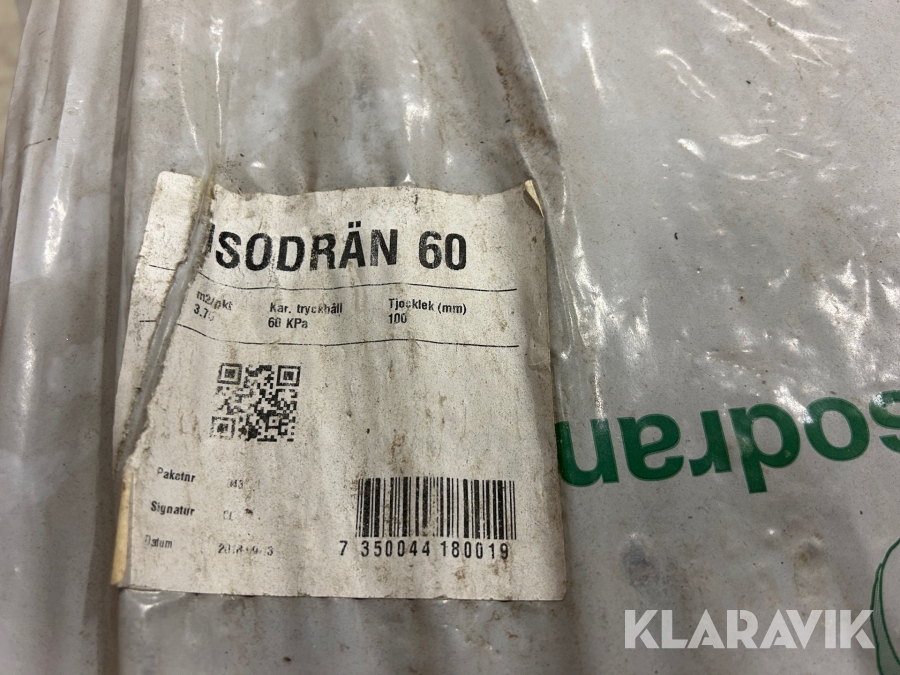 ISODRÄN 60
m2/pkt Kar. tryckhåll Tjocklek (mm)
3.75 60 KPa 100
Paketnr
Signatur
Datum
7 350044 180019
isodran
KLARAVIK